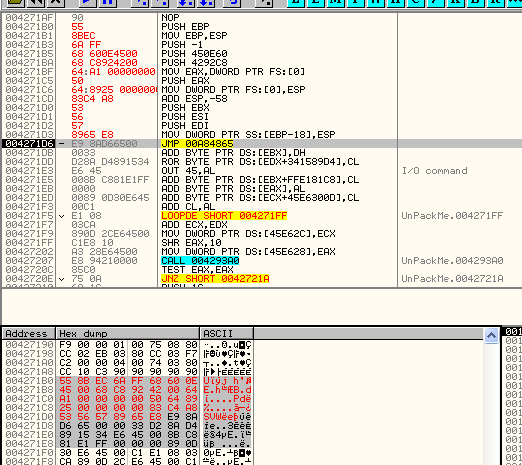 004271AF 90 NOP
004271B0 55 PUSH EBP
004271B1 8BEC MOV EBP,ESP
004271B3 6A FF PUSH -1
004271B5 68 600E4500 PUSH 450E60
004271BA 68 C8924200 PUSH 4292C8
004271BF 64:A1 00000000 MOV EAX,DWORD PTR FS:[0]
004271C5 50 PUSH EAX
004271C6 64:8925 0000000 MOV DWORD PTR FS:[0],ESP
004271CD 83C4 A8 ADD ESP,-58
004271D0 53 PUSH EBX
004271D1 56 PUSH ESI
004271D2 57 PUSH EDI
004271D3 8965 E8 MOV DWORD PTR SS:[EBP-18],ESP
004271D6 - E9 8AD66500 JMP 00A84865
004271DB 0033 ADD BYTE PTR DS:[EBX],DH
004271DD D28A D4891534 ROR BYTE PTR DS:[EDX+341589D4],CL
004271E3 E6 45 OUT 45,AL I/O command
004271E5 008B C881E1FF ADD BYTE PTR DS:[EBX+FFE181C8],CL
004271EB 0000 ADD BYTE PTR DS:[EAX],AL
004271ED 0089 0D30E645 ADD BYTE PTR DS:[ECX+45E6300D],CL
004271F3 00C1 ADD CL,AL
004271F5 E1 08 LOOPDE SHORT 004271FF UnPackMe.004271FF
004271F7 03CA ADD ECX,EDX
004271F9 890D 2CE64500 MOV DWORD PTR DS:[45E62C],ECX
004271FF C1E8 10 SHR EAX,10
00427202 A3 28E64500 MOV DWORD PTR DS:[45E628],EAX
00427207 E8 94210000 CALL 004293A0 UnPackMe.004293A0
0042720C 85C0 TEST EAX,EAX
0042720E 75 0A JNZ SHORT 0042721A UnPackMe.0042721A
Address Hex dump ASCII
00427190 F9 00 00 01 00 75 08 80
00427198 CC 02 EB 03 80 CC 03 F7
004271A0 C2 00 00 04 00 74 03 80
004271A8 CC 10 C3 90 90 90 90 90
004271B0 55 8B EC 6A FF 68 60 0E
004271B8 45 00 68 C8 92 42 00 64
004271C0 A1 00 00 00 00 50 64 89
004271C8 25 00 00 00 00 83 C4 A8
004271D0 53 56 57 89 65 E8 E9 8A
004271D8 D6 65 00 00 33 D2 8A D4
004271E0 89 15 34 E6 45 00 8B C8
004271E8 81 E1 FF 00 00 00 89 0D
004271F0 30 E6 45 00 C1 E1 08 03
004271F8 CA 89 0D 2C E6 45 00 C1